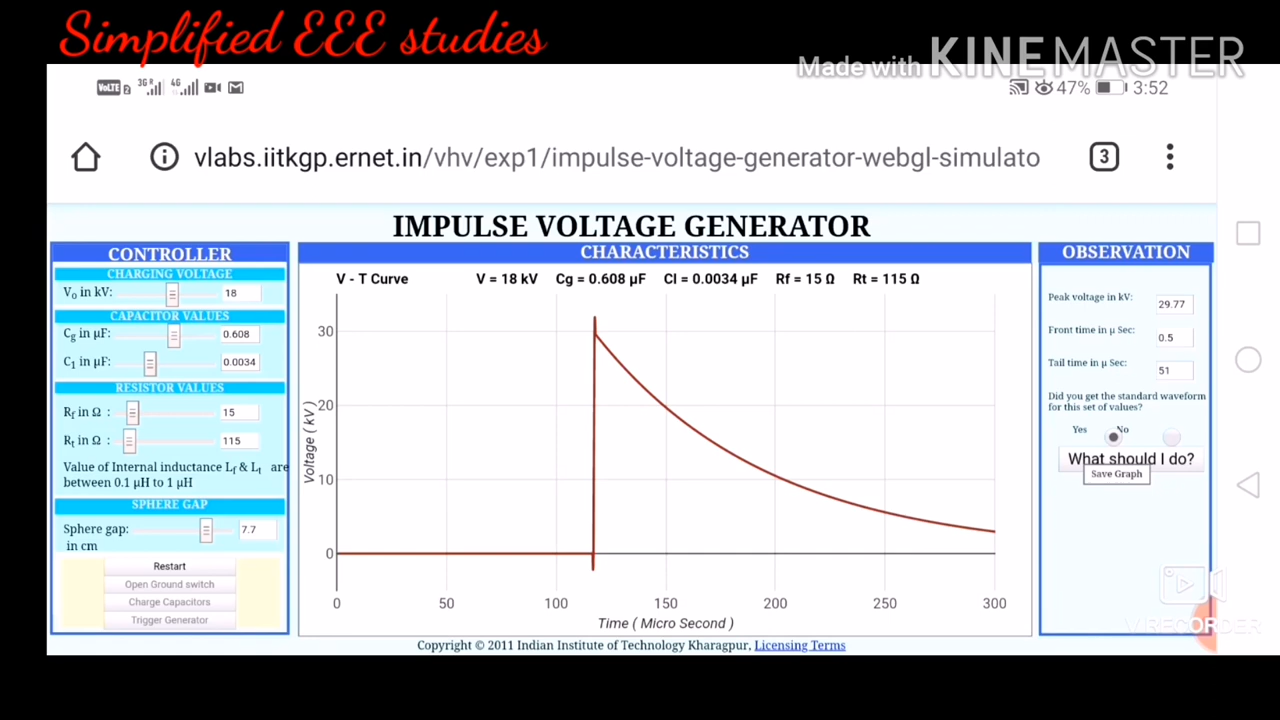 Simplified EEE studies
Made with KINEMASTER
VoLTE 2 3G R 4G 47% 3:52
vlabs.iitkgp.ernet.in/vhv/exp1/impulse-voltage-generator-webgl-simulato 3
IMPULSE VOLTAGE GENERATOR
CONTROLLER
CHARGING VOLTAGE
Vo in kV: 18
CAPACITOR VALUES
Cg in μF: 0.608
C1 in μF: 0.0034
RESISTOR VALUES
Rf in Ω : 15
Rt in Ω : 115
Value of Internal inductance Lf & Lt are
between 0.1 μH to 1 μH
SPHERE GAP
Sphere gap: 7.7
in cm
Restart
Open Ground switch
Charge Capacitors
Trigger Generator
CHARACTERISTICS
V - T Curve V = 18 kV Cg = 0.608 μF Cl = 0.0034 μF Rf = 15 Ω Rt = 115 Ω
Voltage ( kV )
30
20
10
0
0 50 100 150 200 250 300
Time ( Micro Second )
OBSERVATION
Peak voltage in kV: 29.77
Front time in μ Sec: 0.5
Tail time in μ Sec: 51
Did you get the standard waveform
for this set of values?
Yes No
What should I do?
Save Graph
V RECORDER
Copyright © 2011 Indian Institute of Technology Kharagpur, Licensing Terms